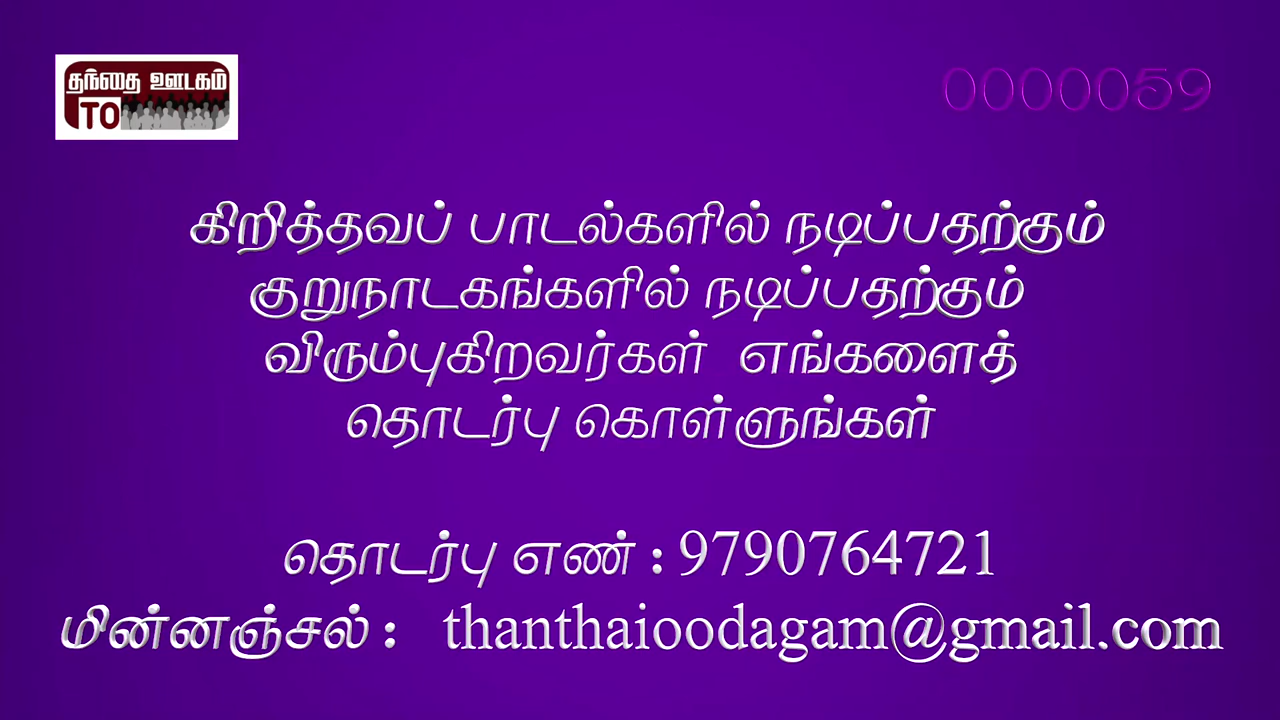 தந்தை ஊடகம்
TO
0000059
கிறித்தவப் பாடல்களில் நடிப்பதற்கும்
குறுநாடகங்களில் நடிப்பதற்கும்
விரும்புகிறவர்கள் எங்களைத்
தொடர்பு கொள்ளுங்கள்
தொடர்பு எண் : 9790764721
மின்னஞ்சல் : thanthaioodagam@gmail.com